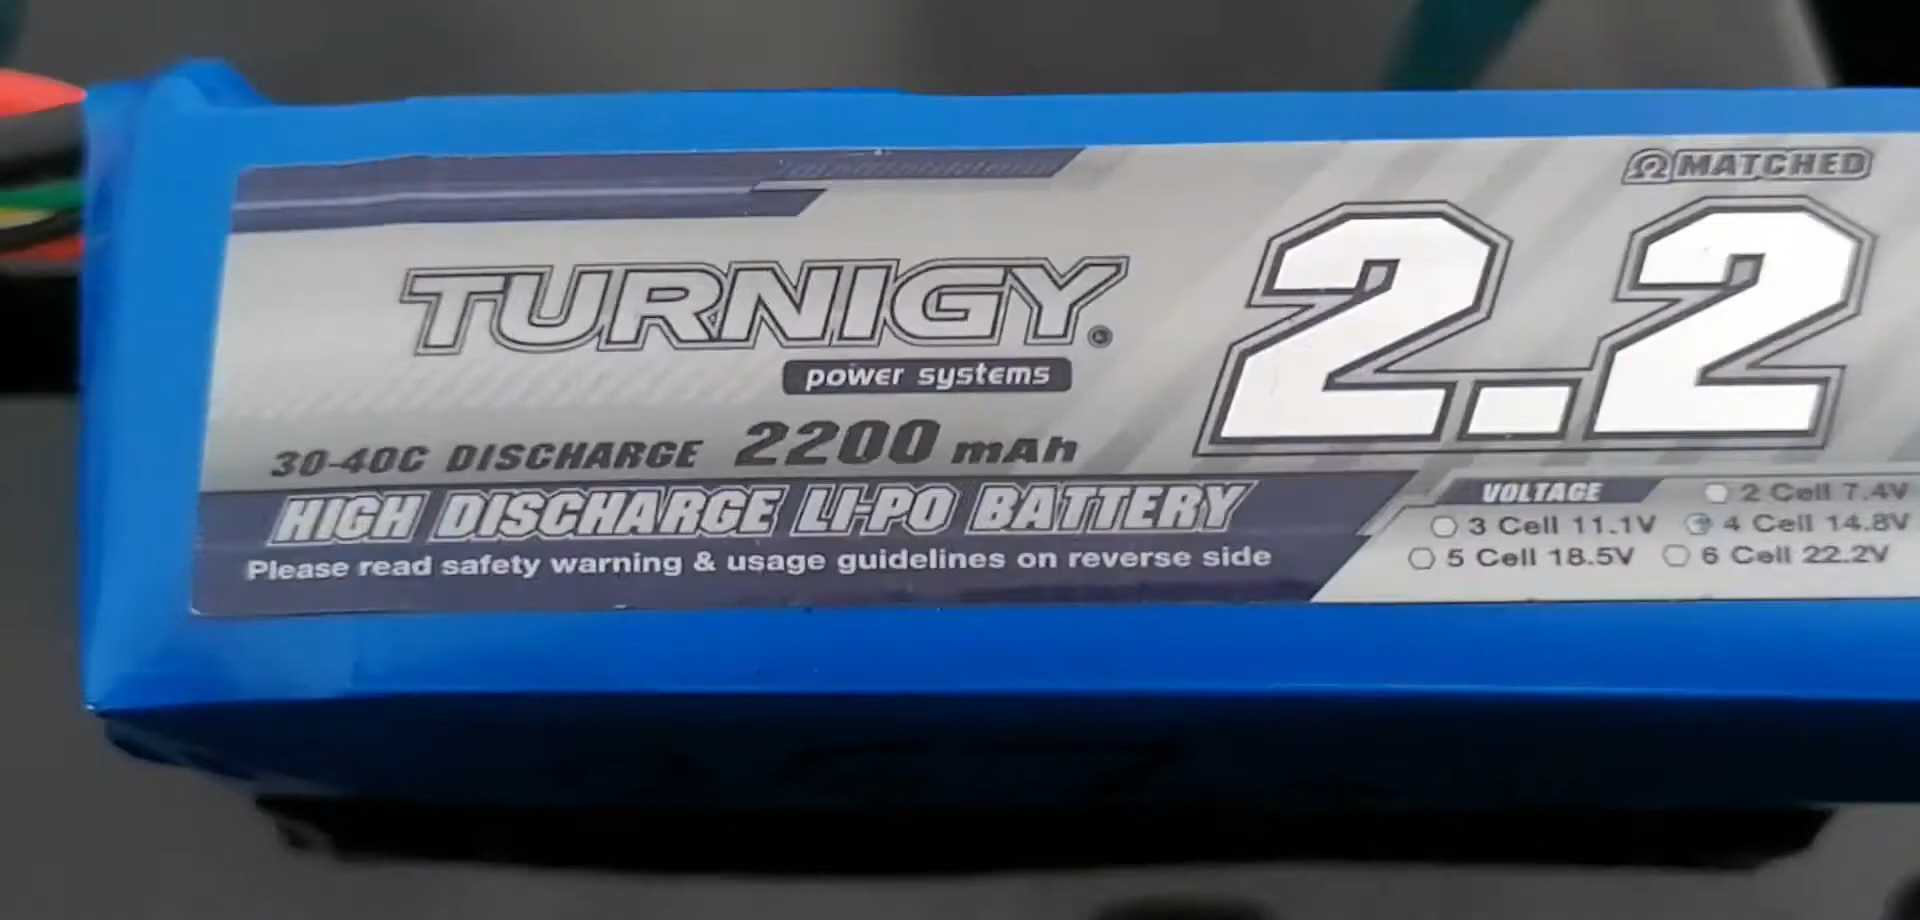 Ω MATCHED
TURNIGY
power systems
2.2
30-40C DISCHARGE 2200 mAh
HIGH DISCHARGE LI-PO BATTERY
Please read safety warning & usage guidelines on reverse side
VOLTAGE 2 Cell 7.4V
3 Cell 11.1V 4 Cell 14.8V
5 Cell 18.5V 6 Cell 22.2V